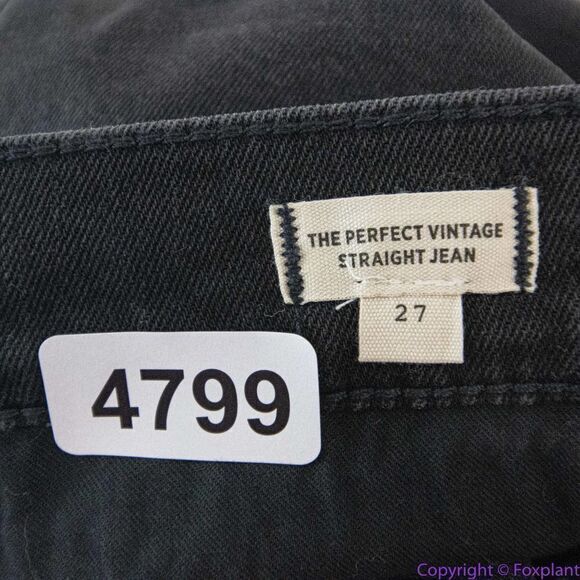 THE PERFECT VINTAGE
STRAIGHT JEAN
27
4799
Copyright © Foxplant